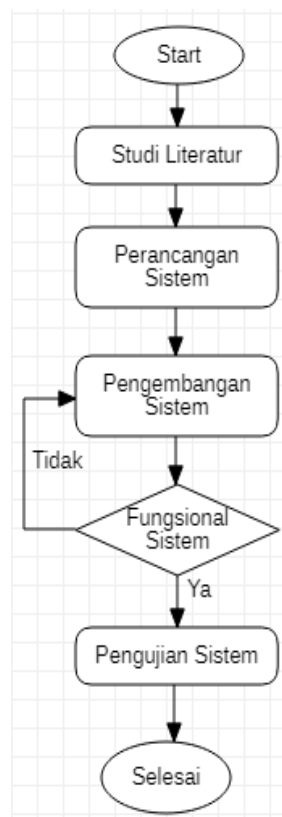 Start
Studi Literatur
Perancangan
Sistem
Pengembangan
Sistem
Tidak
Fungsional
Sistem
Ya
Pengujian Sistem
Selesai